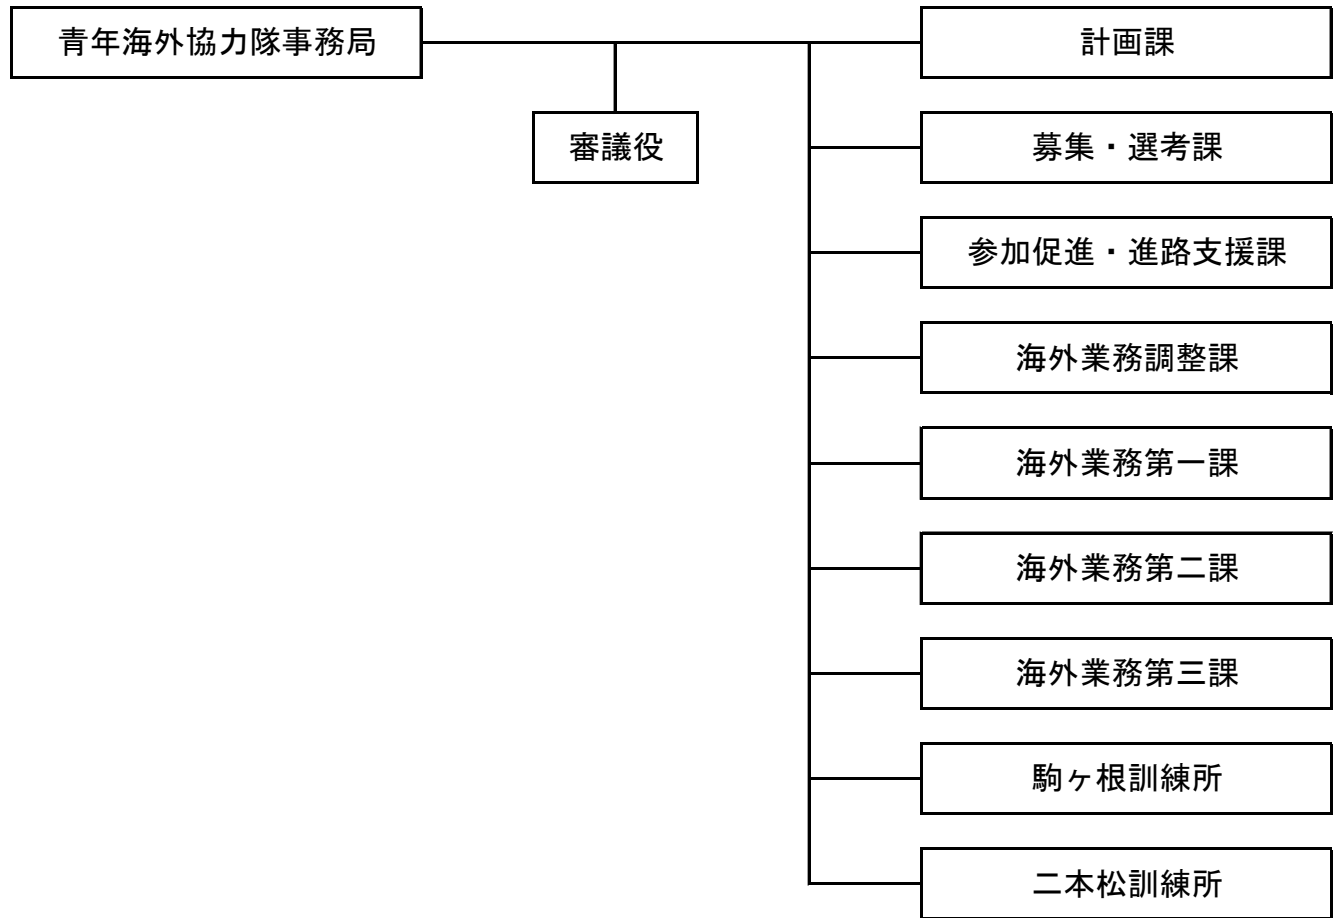 青年海外協力隊事務局
計画課
審議役
募集・選考課
参加促進・進路支援課
海外業務調整課
海外業務第一課
海外業務第二課
海外業務第三課
駒ヶ根訓練所
二本松訓練所